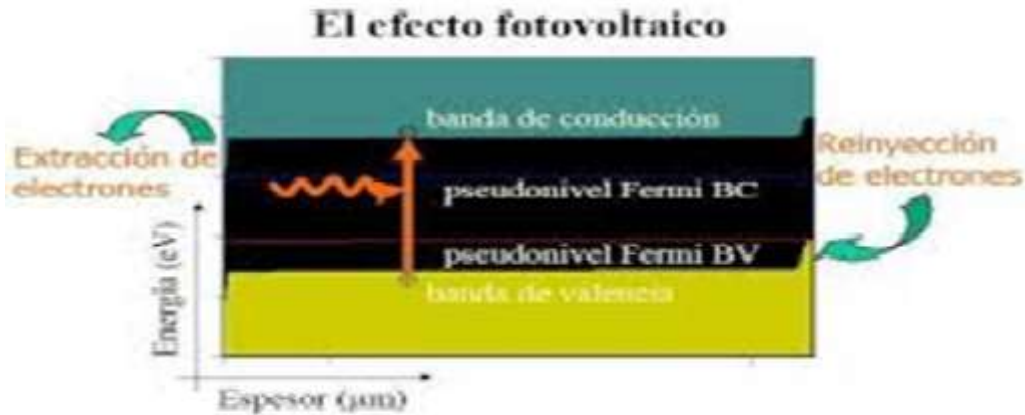 El efecto fotovoltaico
banda de conducción
Extracción de
electrones
Reinyección
de electrones
pseudonivel Fermi BC
pseudonivel Fermi BV
banda de valencia
Energía (eV)
Espesor (μm)